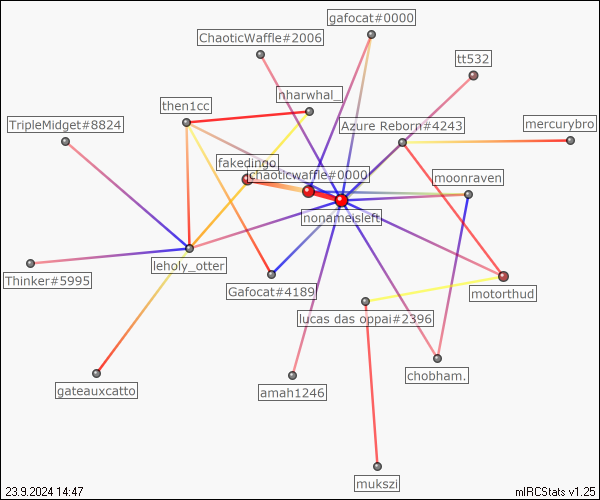 gafocat#0000
ChaoticWaffle#2006
tt532
nharwhal_
then1cc
TripleMidget#8824
Azure Reborn#4243
mercurybro
fakedingo
chaoticwaffle#0000
moonraven
nonameisleft
leholy_otter
Thinker#5995
Gafocat#4189
motorthud
lucas das oppai#2396
chobham.
gateauxcatto
amah1246
mukszi
23.9.2024 14:47
mIRCStats v1.25